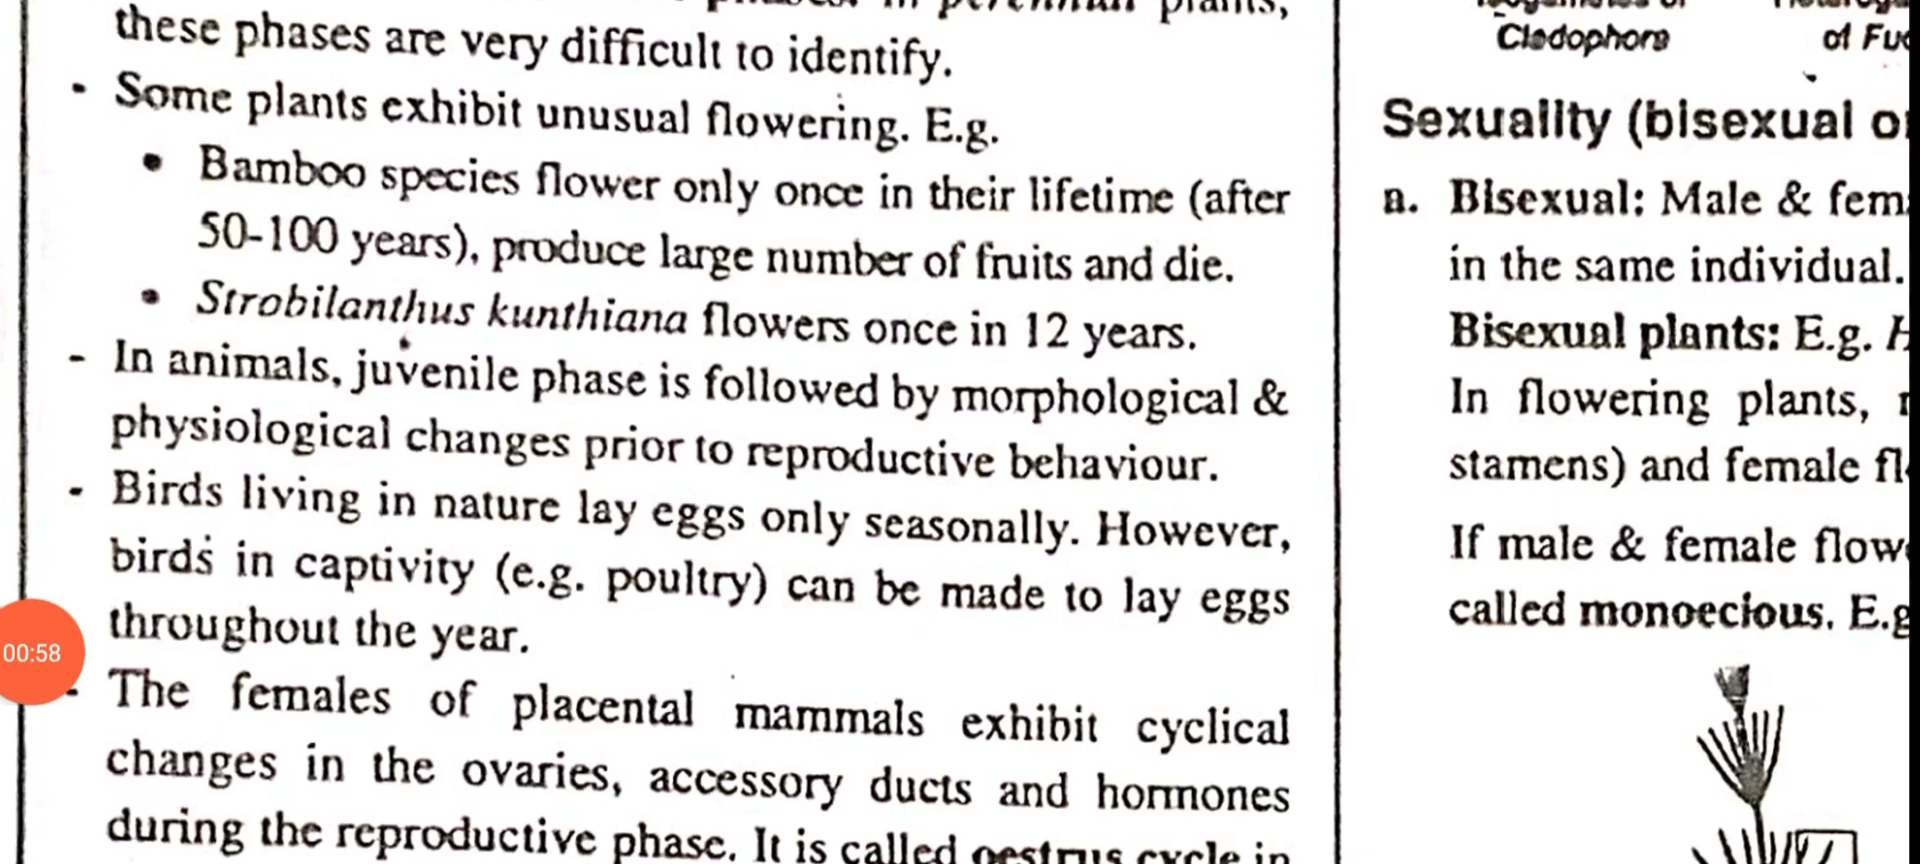 plants,
these phases are very difficult to identify.
- Some plants exhibit unusual flowering. E.g.
• Bamboo species flower only once in their lifetime (after
50-100 years), produce large number of fruits and die.
• Strobilanthus kunthiana flowers once in 12 years.
- In animals, juvenile phase is followed by morphological &
physiological changes prior to reproductive behaviour.
- Birds living in nature lay eggs only seasonally. However,
birds in captivity (e.g. poultry) can be made to lay eggs
throughout the year.
- The females of placental mammals exhibit cyclical
changes in the ovaries, accessory ducts and hormones
during the reproductive phase. It is called oestrus cycle in
00:58
Cladophora
of
Sexuality (bisexual
a. Bisexual: Male &
in the same individual.
Bisexual plants: E.g.
In flowering plants,
stamens) and female
If male & female
called monoecious. E.g